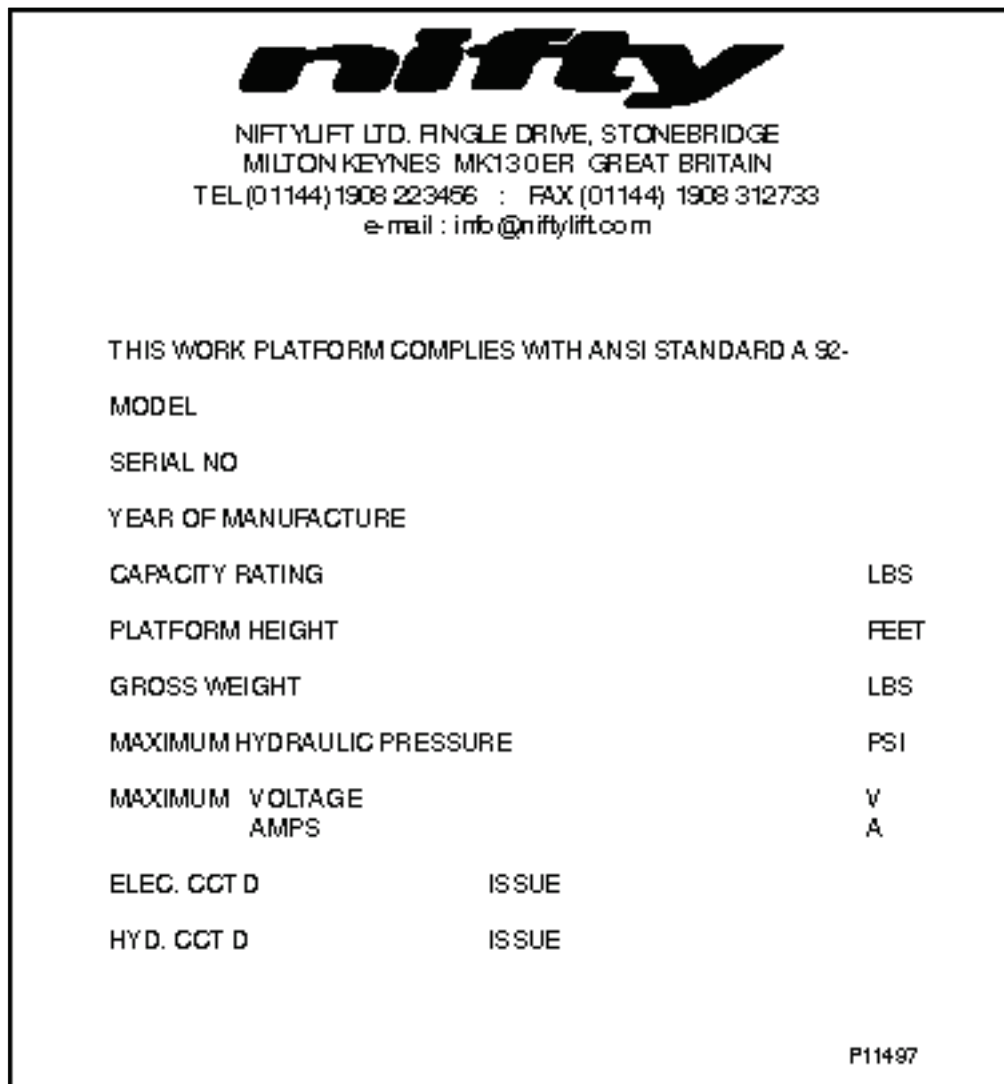 nifty
NIFTYLIFT LTD. FINGLE DRIVE, STONEBRIDGE
MILTON KEYNES MK13 0ER GREAT BRITAIN
TEL (01144) 1908 223456 : FAX (01144) 1908 312733
e-mail : info@niftylift.com
THIS WORK PLATFORM COMPLIES WITH ANSI STANDARD A 92-
MODEL
SERIAL NO
YEAR OF MANUFACTURE
CAPACITY RATING LBS
PLATFORM HEIGHT FEET
GROSS WEIGHT LBS
MAXIMUM HYDRAULIC PRESSURE PSI
MAXIMUM VOLTAGE V
AMPS A
ELEC. CCT D ISSUE
HYD. CCT D ISSUE
P11497